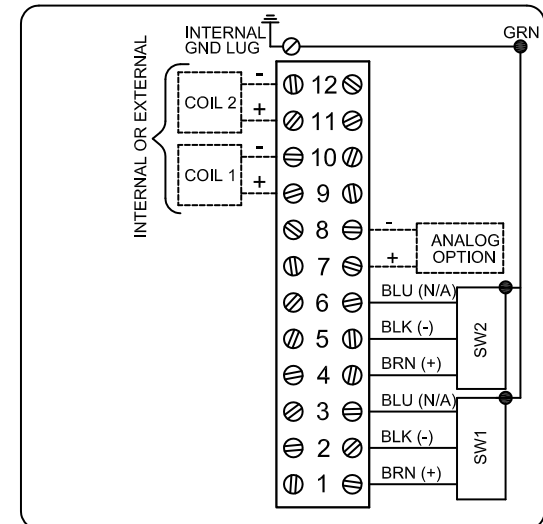 INTERNAL
GND LUG
GRN
INTERNAL OR EXTERNAL
COIL 2
-
+
COIL 1
-
+
12
11
10
9
8
7
6
5
4
3
2
1
-
+
ANALOG
OPTION
BLU (N/A)
BLK (-)
BRN (+)
SW2
BLU (N/A)
BLK (-)
BRN (+)
SW1